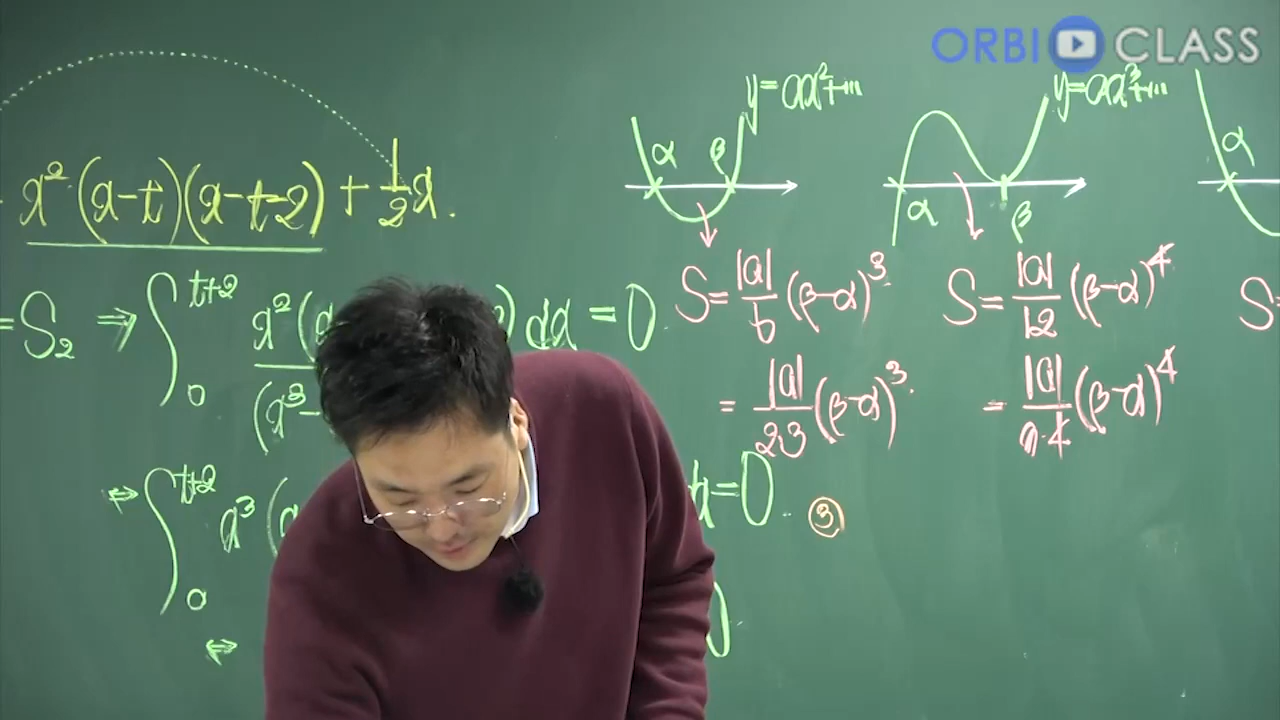 ORBI CLASS
x²(x-t)(x-t-2) + 1/2 x.
= S₂ ⇒ ∫₀^(t+2) x²( ) dx = 0
(x³-
⇔ ∫₀^(t+2) x³( = 0
③
⇔
y=ax²+...
α β
S = |a|/6 (β-α)³
= |a|/2·3 (β-α)³.
y=ax³+...
α β
S = |a|/12 (β-α)⁴
= |a|/3·4 (β-α)⁴
α
S